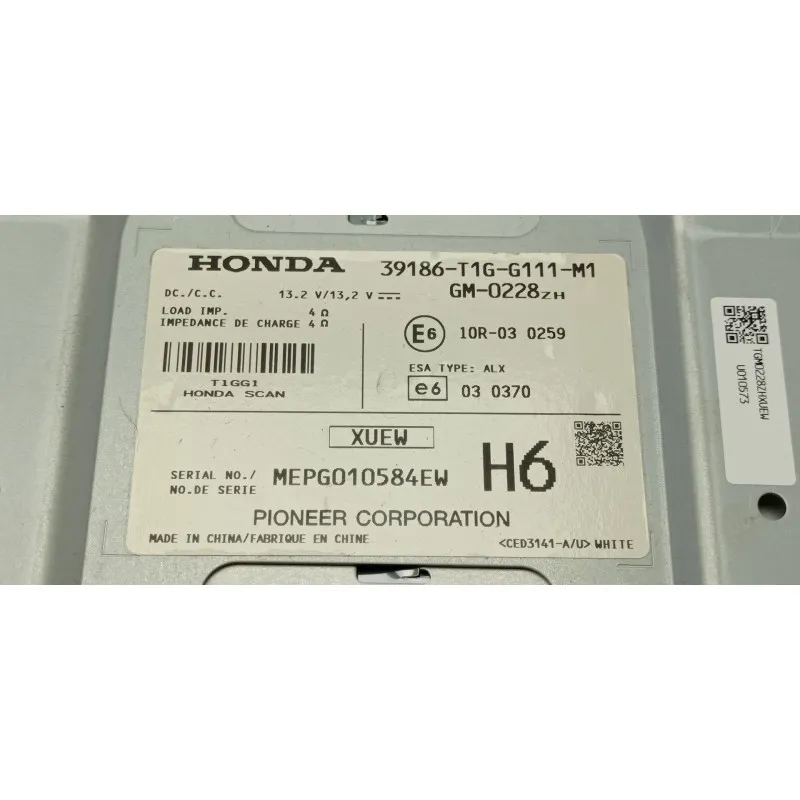 HONDA 39186-T1G-G111-M1
DC./C.C. 13.2 V/13,2 V GM-0228ZH
LOAD IMP. 4 Ω
IMPEDANCE DE CHARGE 4 Ω
E6 10R-03 0259
ESA TYPE: ALX
e6 03 0370
T1GG1
HONDA SCAN
XUEW
SERIAL NO./
NO.DE SERIE
MEPG010584EW H6
PIONEER CORPORATION
MADE IN CHINA/FABRIQUE EN CHINE
<CED3141-A/U> WHITE
TGM0228ZHXUEW
U010573